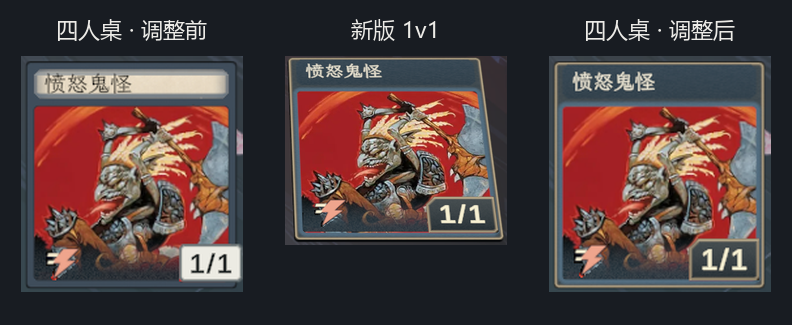 四人桌 · 调整前
新版 1v1
四人桌 · 调整后
愤怒鬼怪
愤怒鬼怪
愤怒鬼怪
1/1
1/1
1/1